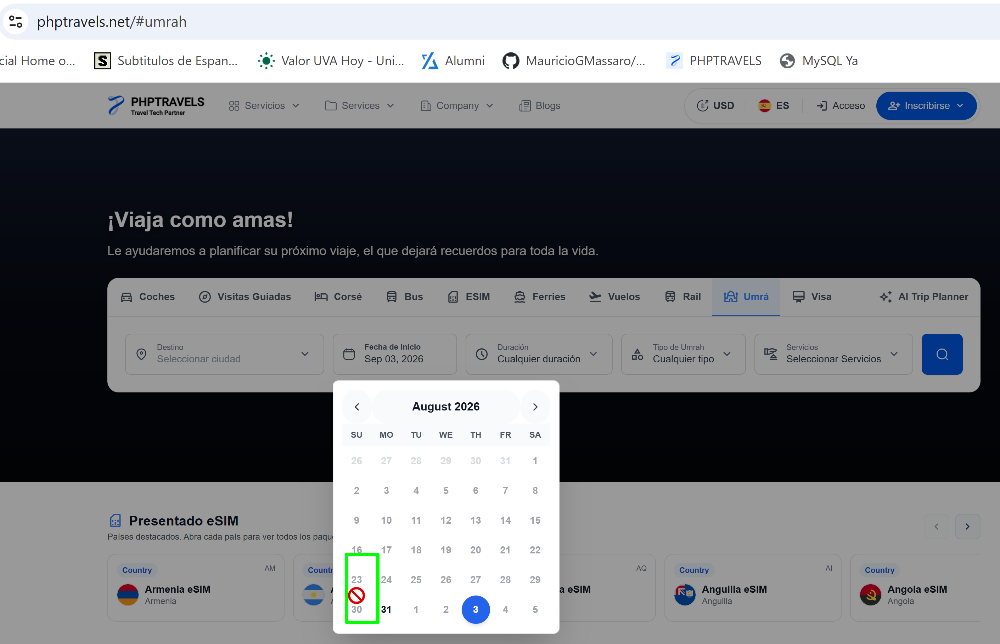 phptravels.net/#umrah
cial Home o...
Subtitulos de Espan...
Valor UVA Hoy - Uni...
Alumni
MauricioGMassaro/...
PHPTRAVELS
MySQL Ya
PHPTRAVELS
Travel Tech Partner
Servicios
Services
Company
Blogs
USD
ES
Acceso
Inscribirse
¡Viaja como amas!
Le ayudaremos a planificar su próximo viaje, el que dejará recuerdos para toda la vida.
Coches
Visitas Guiadas
Corsé
Bus
ESIM
Ferries
Vuelos
Rail
Umrá
Visa
AI Trip Planner
Destino
Seleccionar ciudad
Fecha de inicio
Sep 03, 2026
Duración
Cualquier duración
Tipo de Umrah
Cualquier tipo
Servicios
Seleccionar Servicios
August 2026
SU MO TU WE TH FR SA
26 27 28 29 30 31 1
2 3 4 5 6 7 8
9 10 11 12 13 14 15
16 17 18 19 20 21 22
23 24 25 26 27 28 29
30 31 1 2 3 4 5
Presentado eSIM
Países destacados. Abra cada país para ver todos los paqu
Country
AM
Armenia eSIM
Armenia
Countr
AQ
a eSIM
Country
AI
Anguilla eSIM
Anguilla
Country
Angola eSIM
Angola